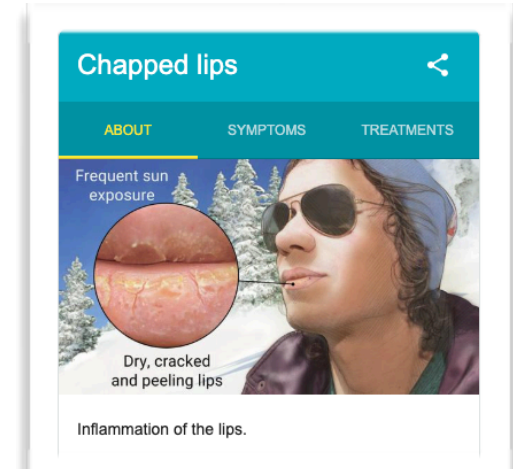 Chapped lips
ABOUT SYMPTOMS TREATMENTS
Frequent sun
exposure
Dry, cracked
and peeling lips
Inflammation of the lips.